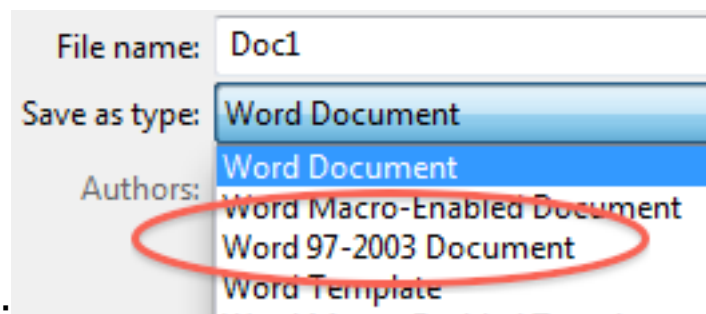 File name: Doc1
Save as type: Word Document
Authors: Word Document
Word Macro-Enabled Document
Word 97-2003 Document
Word Template
.